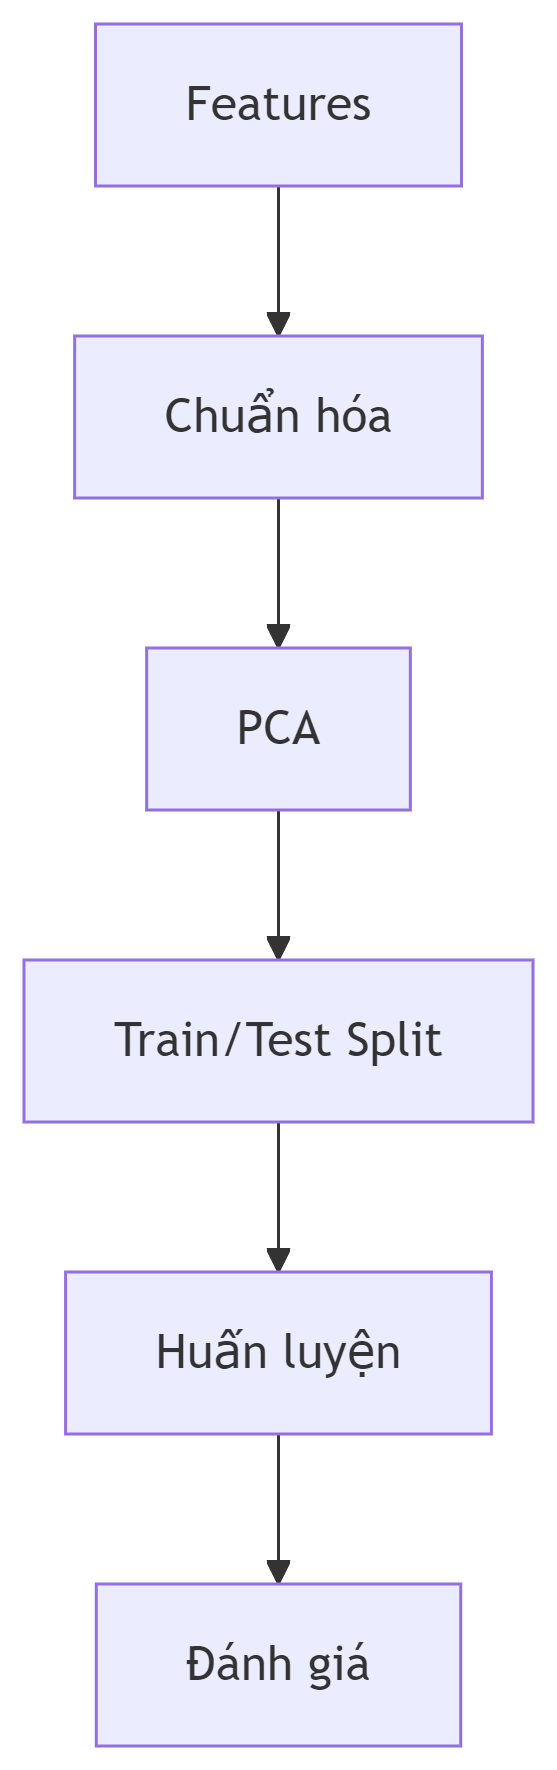 Features
Chuẩn hóa
PCA
Train/Test Split
Huấn luyện
Đánh giá